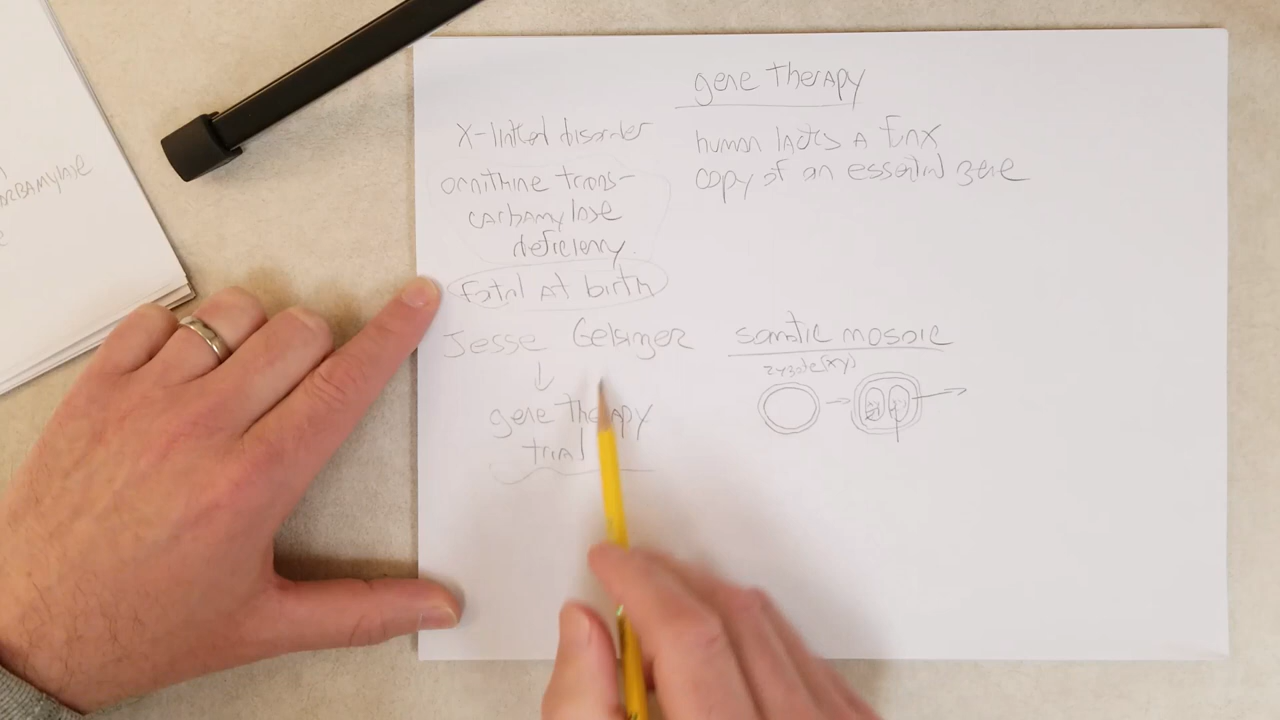 gene Therapy
X-linked disorder
ornithine trans-
carbamylase
deficiency.
fatal at birth
Jesse Gelsinger
↓
gene therapy
trial
human lacks a fnx
copy of an essential gene
somatic mosaic
zygote(xy)
CARBAMYLASE